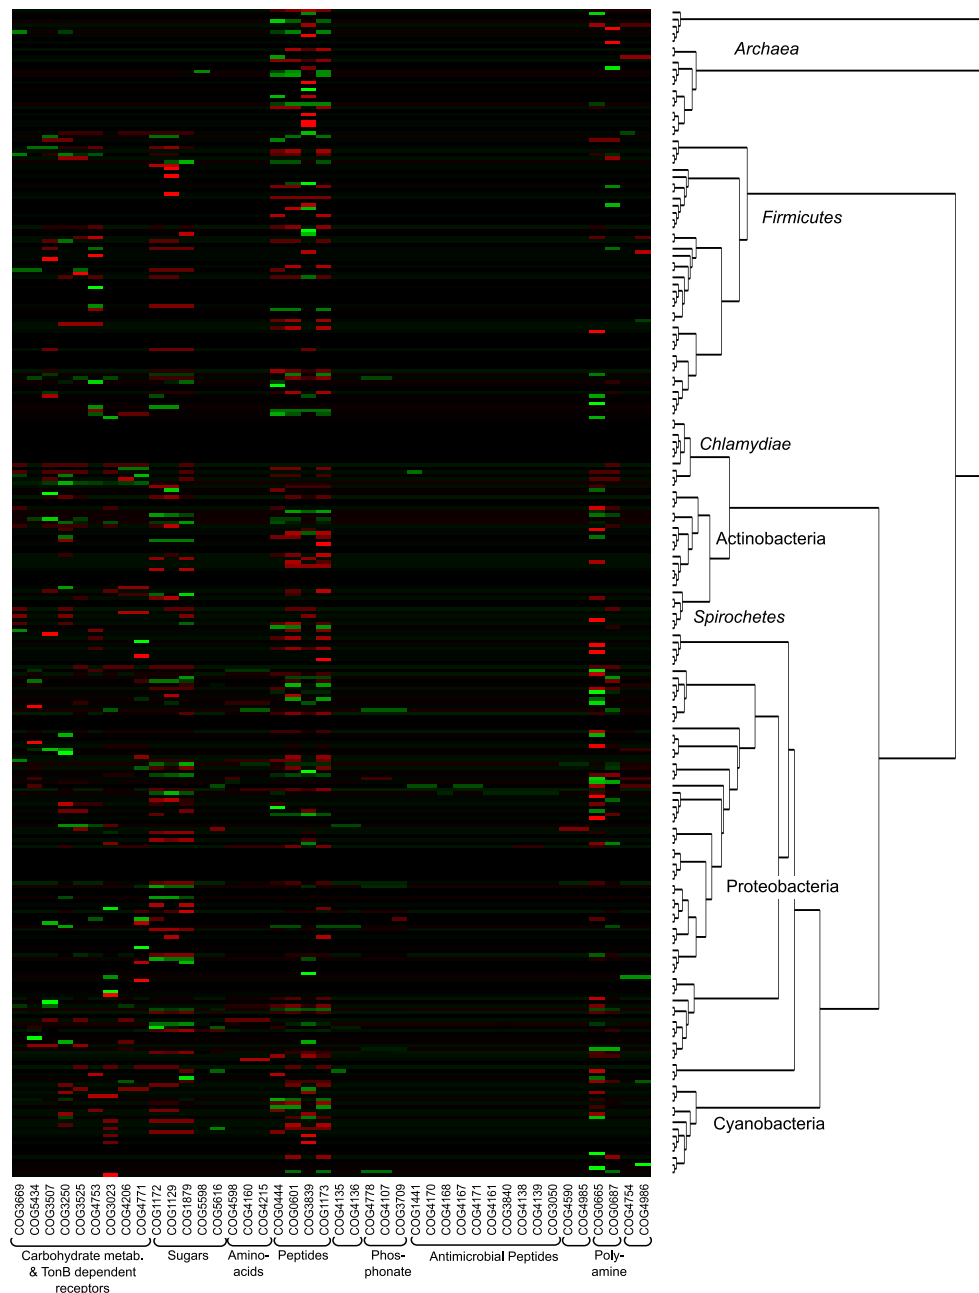 Archaea
Firmicutes
Chlamydiae
Actinobacteria
Spirochetes
Proteobacteria
Cyanobacteria
COG3669
COG5434
COG3507
COG3250
COG3525
COG4753
COG3023
COG4206
COG4771
COG1172
COG1129
COG1879
COG5598
COG5616
COG4598
COG4160
COG4215
COG0444
COG0601
COG3839
COG1173
COG4135
COG4136
COG4778
COG4107
COG3709
COG1441
COG4170
COG4168
COG4167
COG4171
COG4161
COG3840
COG4138
COG4139
COG3050
COG4590
COG4985
COG0665
COG0687
COG4754
COG4986
Carbohydrate metab.
& TonB dependent
receptors
Sugars
Amino-
acids
Peptides
Phos-
phonate
Antimicrobial Peptides
Poly-
amine